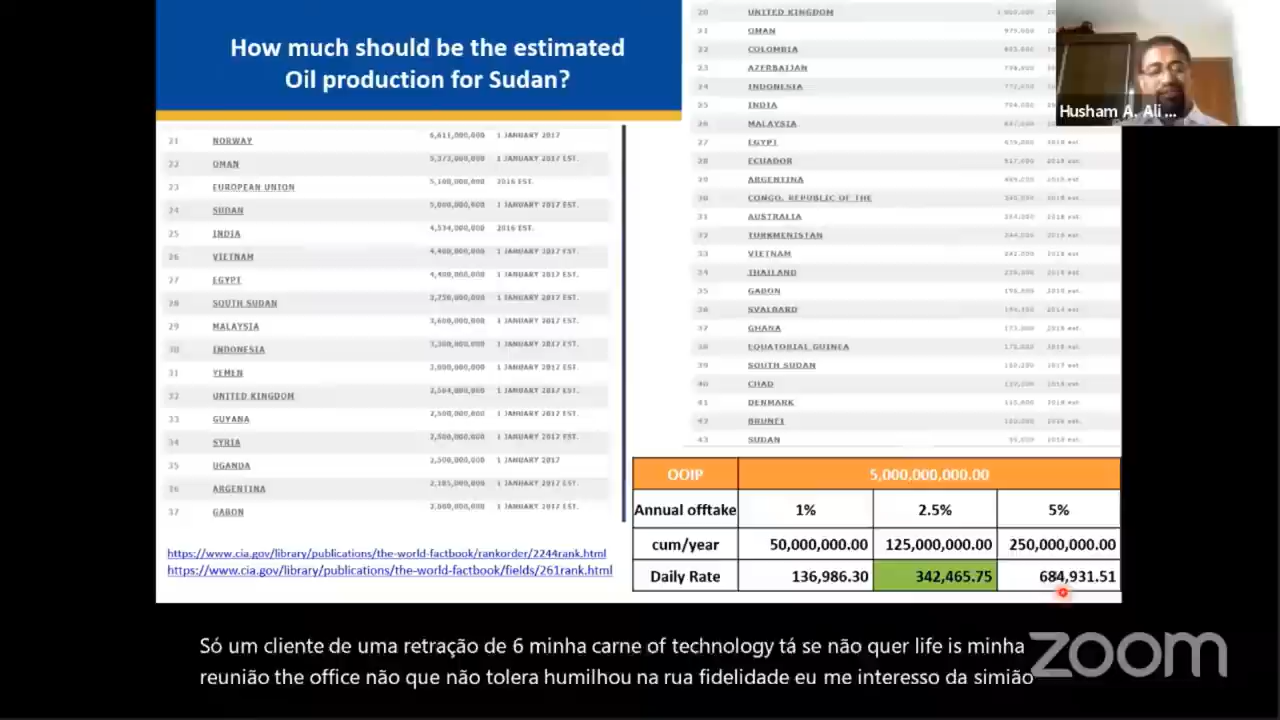 How much should be the estimated
Oil production for Sudan?
21 NORWAY 6,611,000,000 1 JANUARY 2017
22 OMAN 5,373,000,000 1 JANUARY 2017 EST.
23 EUROPEAN UNION 5,100,000,000 2016 EST.
24 SUDAN 5,000,000,000 1 JANUARY 2017 EST.
25 INDIA 4,534,000,000 2016 EST.
26 VIETNAM 4,400,000,000 1 JANUARY 2017 EST.
27 EGYPT 4,400,000,000 1 JANUARY 2017 EST.
28 SOUTH SUDAN 3,750,000,000 1 JANUARY 2017 EST.
29 MALAYSIA 3,600,000,000 1 JANUARY 2017 EST.
30 INDONESIA 3,300,000,000 1 JANUARY 2017 EST.
31 YEMEN 3,000,000,000 1 JANUARY 2017 EST.
32 UNITED KINGDOM 2,564,000,000 1 JANUARY 2017 EST.
33 GUYANA 2,500,000,000 1 JANUARY 2017 EST.
34 SYRIA 2,500,000,000 1 JANUARY 2017 EST.
35 UGANDA 2,500,000,000 1 JANUARY 2017
36 ARGENTINA 2,185,000,000 1 JANUARY 2017 EST.
37 GABON 2,000,000,000 1 JANUARY 2017 EST.
https://www.cia.gov/library/publications/the-world-factbook/rankorder/2244rank.html
https://www.cia.gov/library/publications/the-world-factbook/fields/261rank.html
20 UNITED KINGDOM
21 OMAN
22 COLOMBIA
23 AZERBAIJAN
24 INDONESIA
25 INDIA
26 MALAYSIA
27 EGYPT
28 ECUADOR
29 ARGENTINA
30 CONGO, REPUBLIC OF THE
31 AUSTRALIA
32 TURKMENISTAN
33 VIETNAM
34 THAILAND
35 GABON
36 SVALBARD
37 GHANA
38 EQUATORIAL GUINEA
39 SOUTH SUDAN
40 CHAD
41 DENMARK
42 BRUNEI
43 SUDAN
OOIP 5,000,000,000.00
Annual offtake 1% 2.5% 5%
cum/year 50,000,000.00 125,000,000.00 250,000,000.00
Daily Rate 136,986.30 342,465.75 684,931.51
Husham A. Ali ...
Só um cliente de uma retração de 6 minha carne of technology tá se não quer life is minha
reunião the office não que não tolera humilhou na rua fidelidade eu me interesso da simião
zoom